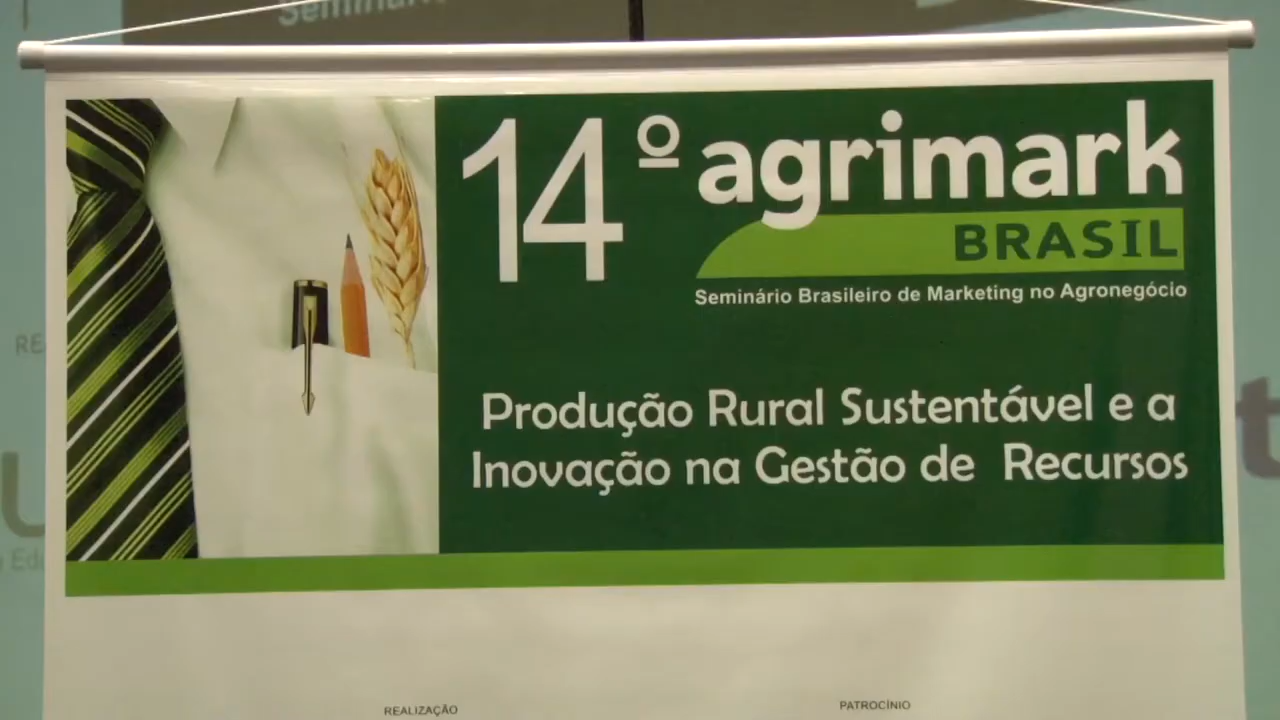 Seminár
14º agrimark
BRASIL
Seminário Brasileiro de Marketing no Agronegócio
Produção Rural Sustentável e a
Inovação na Gestão de Recursos
REALIZAÇÃO
PATROCÍNIO